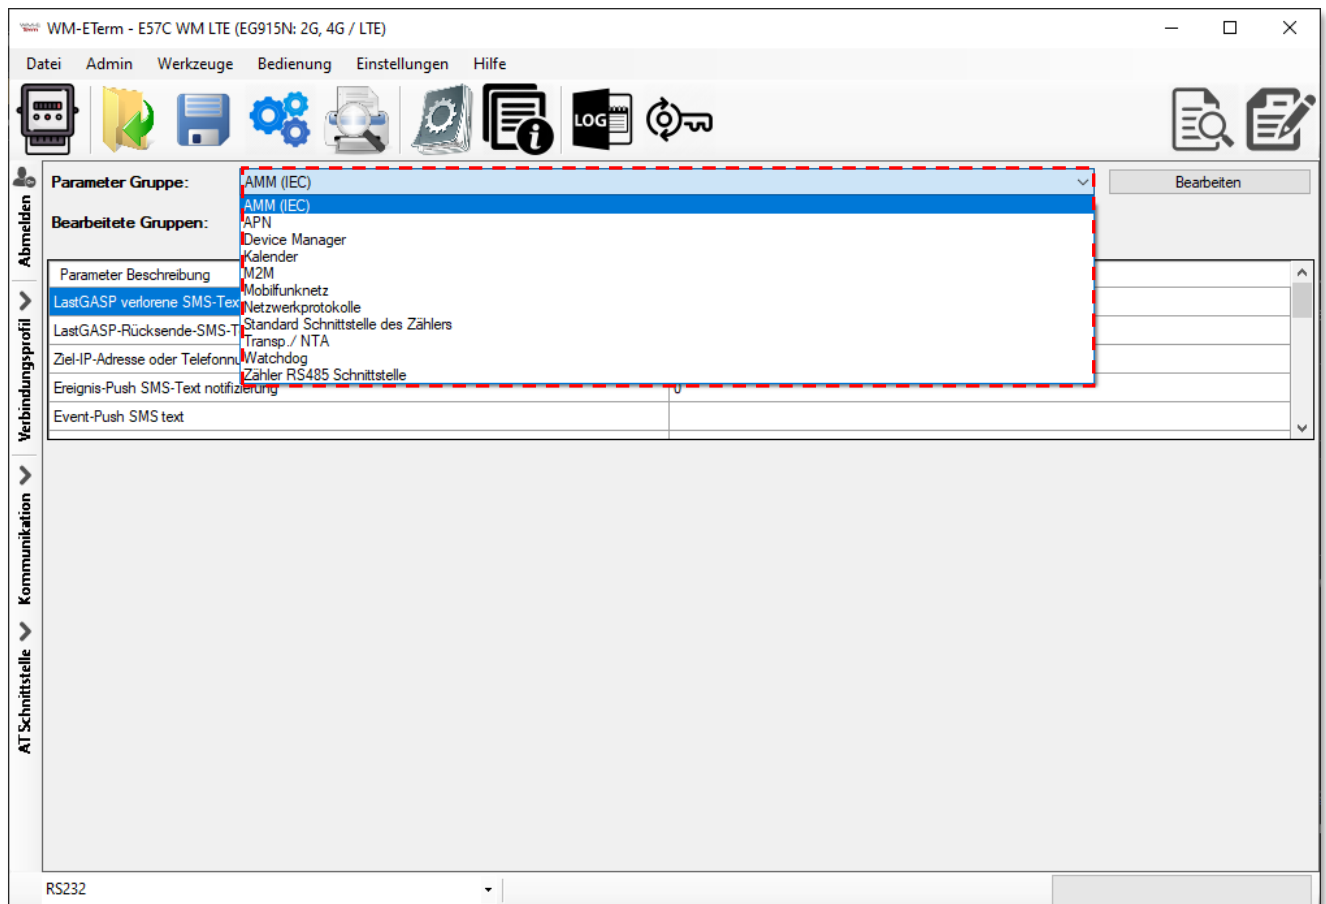 WM-ETerm - E57C WM LTE (EG915N: 2G, 4G / LTE)
Datei Admin Werkzeuge Bedienung Einstellungen Hilfe
LOG
Abmelden
Verbindungsprofil
Kommunikation
AT Schnittstelle
Parameter Gruppe: AMM (IEC) Bearbeiten
Bearbeitete Gruppen:
AMM (IEC)
APN
Device Manager
Kalender
M2M
Mobilfunknetz
Netzwerkprotokolle
Standard Schnittstelle des Zählers
Transp./ NTA
Watchdog
Zähler RS485 Schnittstelle
Parameter Beschreibung
LastGASP verlorene SMS-Tex
LastGASP-Rücksende-SMS-T
Ziel-IP-Adresse oder Telefonnu
Ereignis-Push SMS-Text notifizierung 0
Event-Push SMS text
RS232